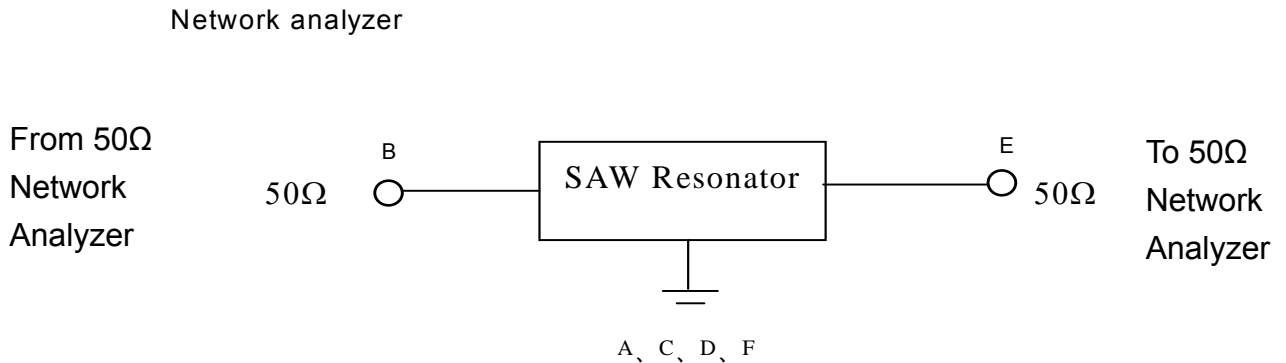 Network analyzer
From 50Ω
Network
Analyzer
50Ω
B
SAW Resonator
E
50Ω
To 50Ω
Network
Analyzer
A、C、D、F